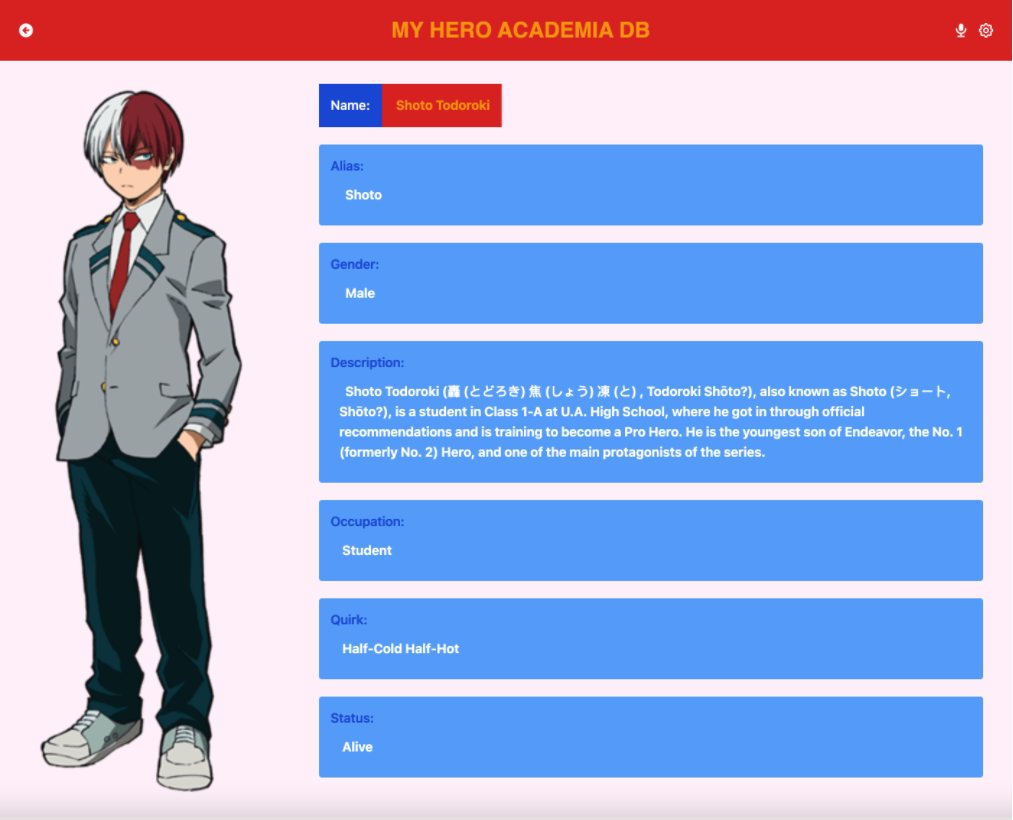 MY HERO ACADEMIA DB
Name: Shoto Todoroki
Alias:
Shoto
Gender:
Male
Description:
Shoto Todoroki (轟 (とどろき) 焦 (しょう) 凍 (と) , Todoroki Shōto?), also known as Shoto (ショート,
Shōto?), is a student in Class 1-A at U.A. High School, where he got in through official
recommendations and is training to become a Pro Hero. He is the youngest son of Endeavor, the No. 1
(formerly No. 2) Hero, and one of the main protagonists of the series.
Occupation:
Student
Quirk:
Half-Cold Half-Hot
Status:
Alive